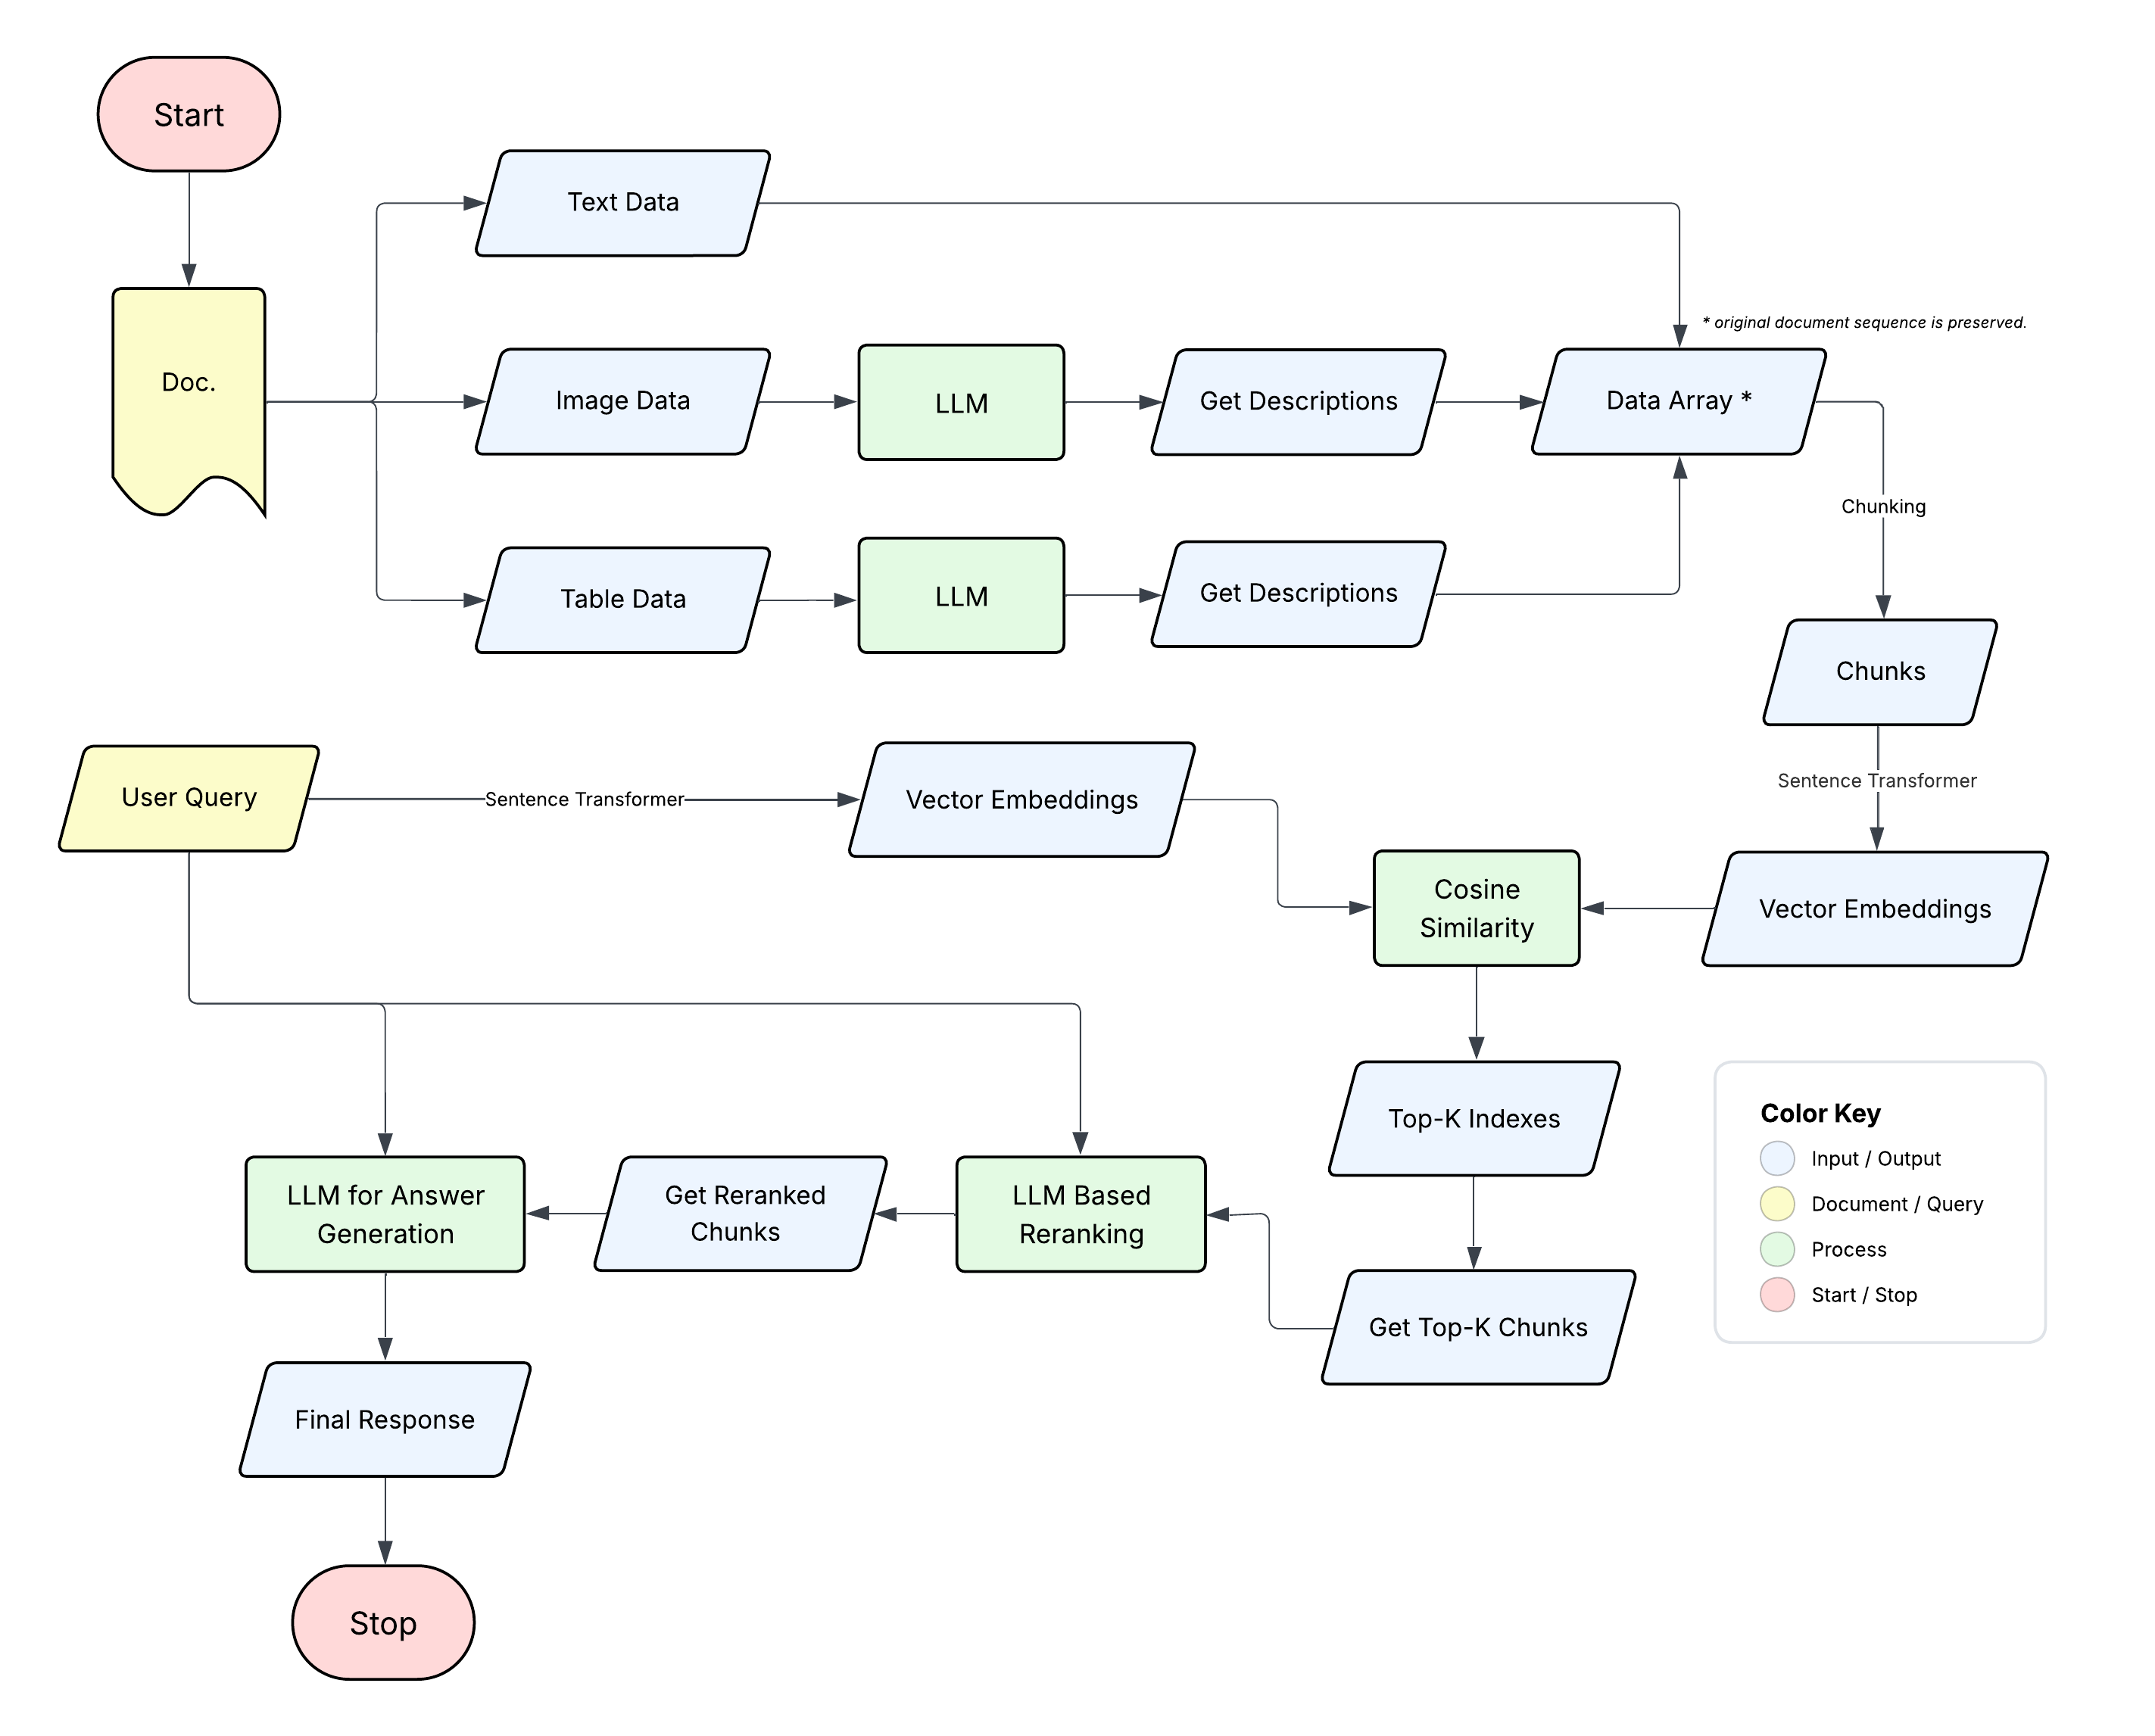 Start
Text Data
* original document sequence is preserved.
Doc.
Image Data
LLM
Get Descriptions
Data Array *
Chunking
Table Data
LLM
Get Descriptions
Chunks
Sentence Transformer
User Query
Sentence Transformer
Vector Embeddings
Cosine
Similarity
Vector Embeddings
Top-K Indexes
Color Key
Input / Output
Document / Query
Process
Start / Stop
LLM for Answer
Generation
Get Reranked
Chunks
LLM Based
Reranking
Get Top-K Chunks
Final Response
Stop